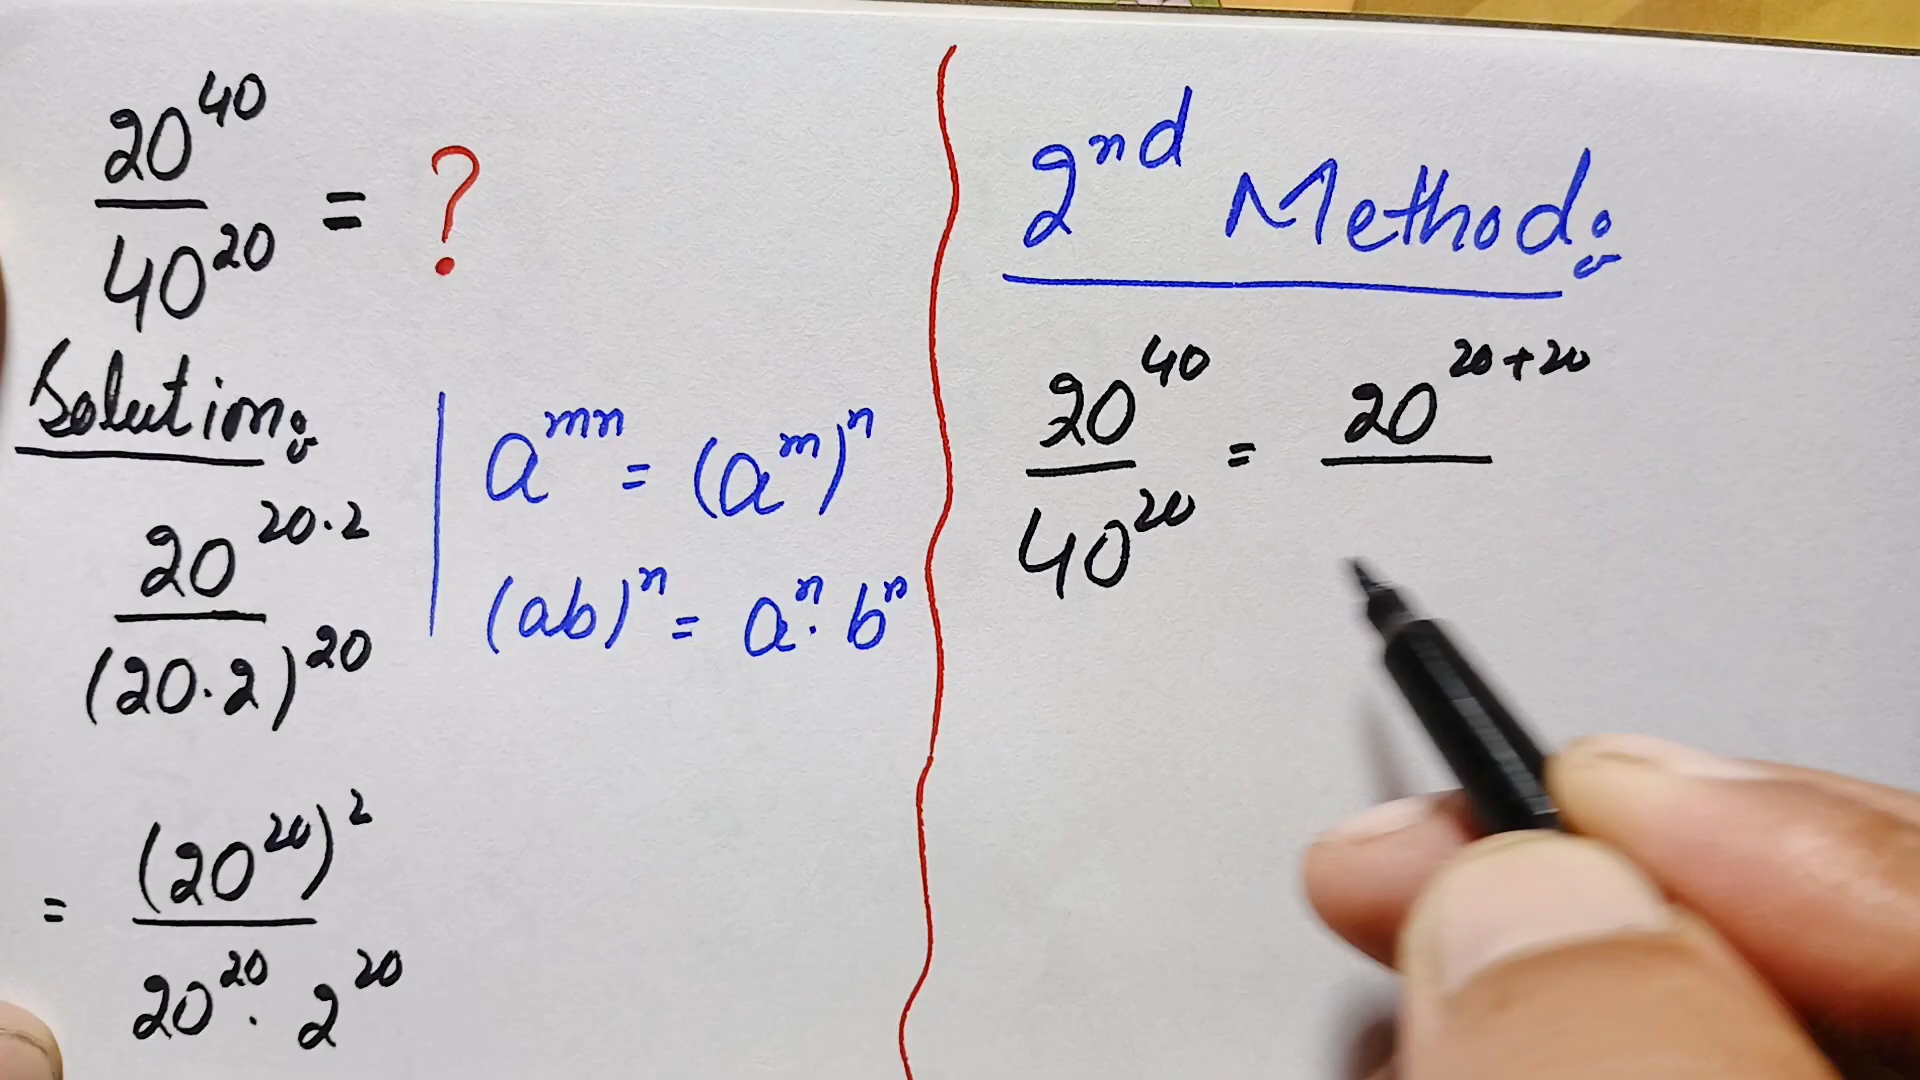 20^40 / 40^20 = ?
Solution:
20^20·2 / (20·2)^20
= (20^20)^2 / 20^20 · 2^20
a^mn = (a^m)^n
(ab)^n = a^n · b^n
2nd Method:
20^40 / 40^20 = 20^20+20